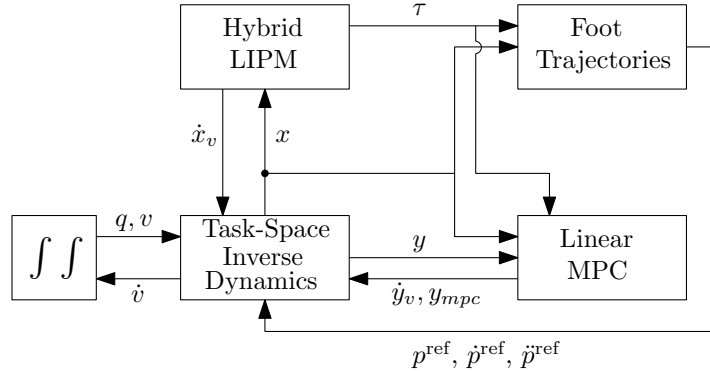 Hybrid
LIPM
τ
Foot
Trajectories
ẋ_v
x
q, v
∫ ∫
v̇
Task-Space
Inverse
Dynamics
y
ẏ_v, y_mpc
Linear
MPC
p^ref, ṗ^ref, p̈^ref